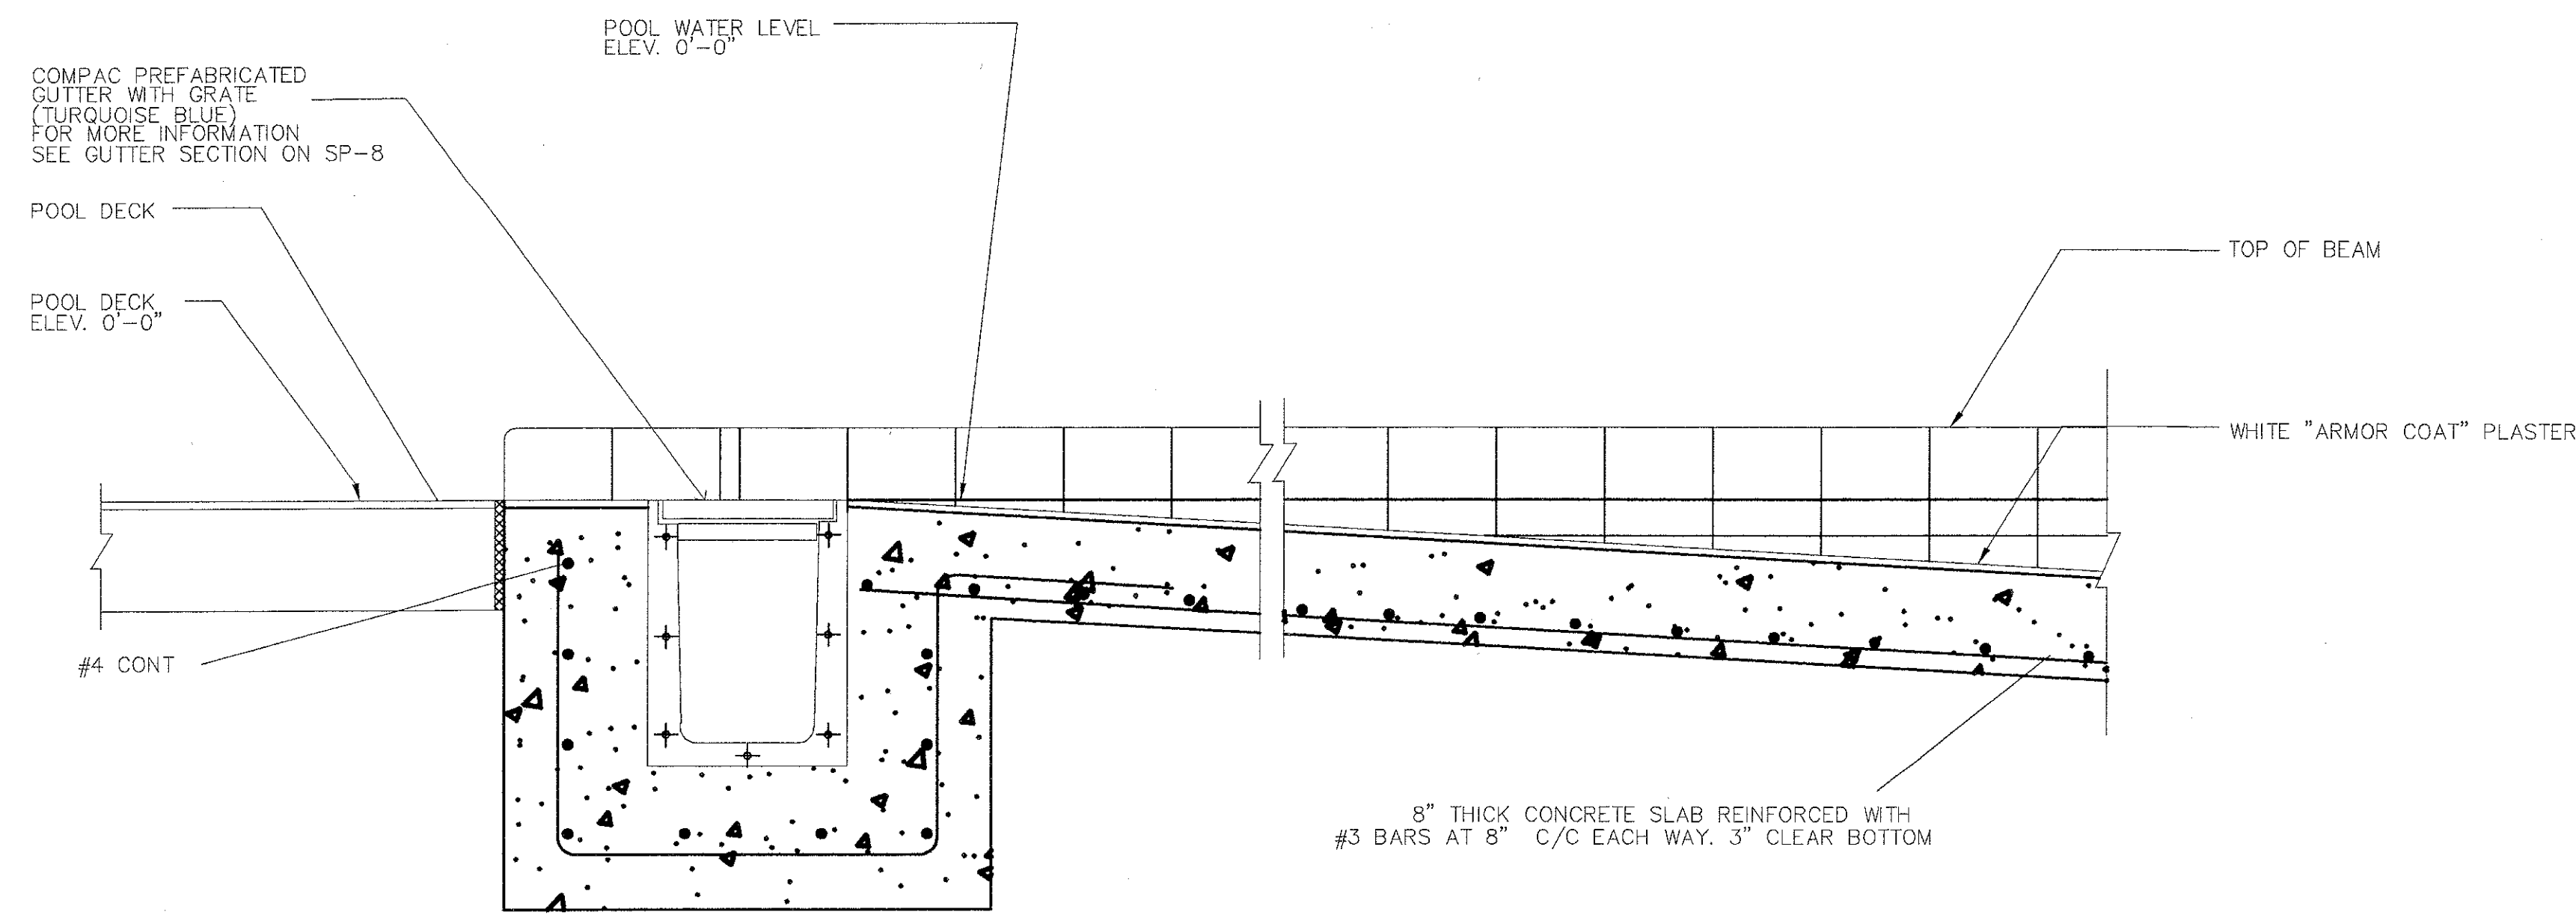 POOL WATER LEVEL
ELEV. 0'-0"
COMPAC PREFABRICATED
GUTTER WITH GRATE
(TURQUOISE BLUE)
FOR MORE INFORMATION
SEE GUTTER SECTION ON SP-8
POOL DECK
POOL DECK
ELEV. 0'-0"
TOP OF BEAM
WHITE "ARMOR COAT" PLASTER
#4 CONT
8" THICK CONCRETE SLAB REINFORCED WITH
#3 BARS AT 8" C/C EACH WAY. 3" CLEAR BOTTOM